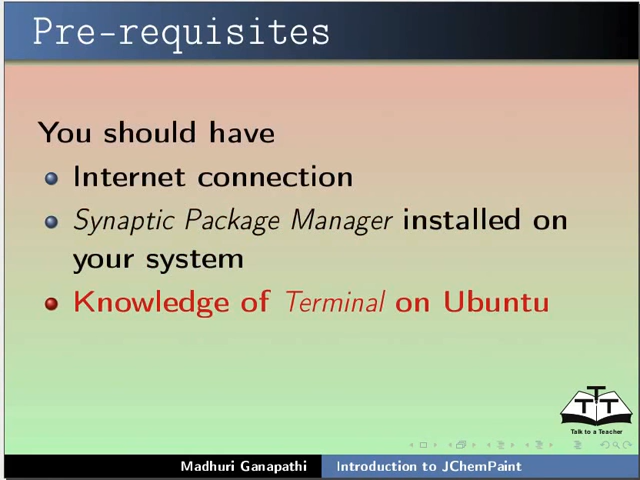 Pre-requisites
You should have
Internet connection
Synaptic Package Manager installed on
your system
Knowledge of Terminal on Ubuntu
T
T T
Talk to a Teacher
Madhuri Ganapathi
Introduction to JChemPaint